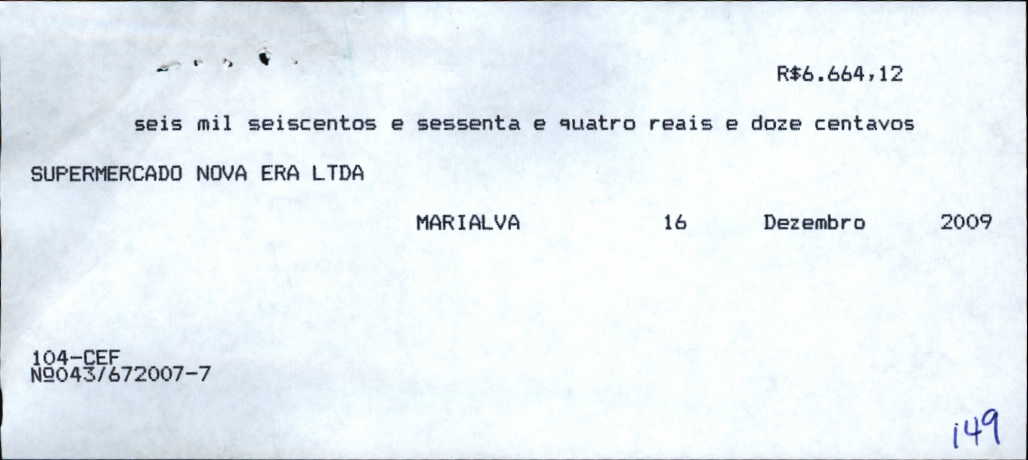 R$6.664,12
seis mil seiscentos e sessenta e quatro reais e doze centavos
SUPERMERCADO NOVA ERA LTDA
MARIALVA 16 Dezembro 2009
104-CEF
Nº043/672007-7
149